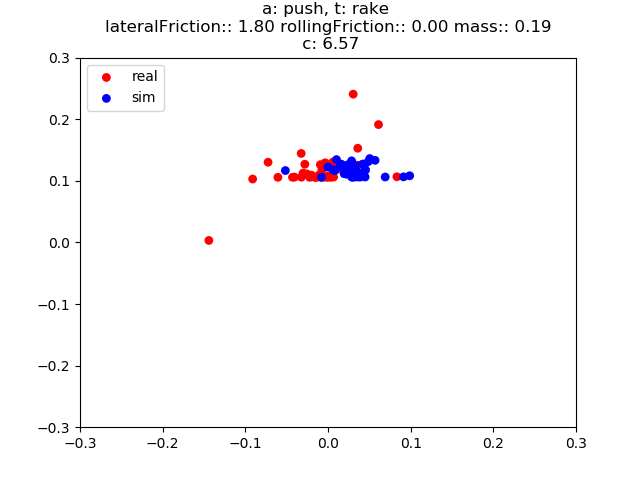 a: push, t: rake
lateralFriction:: 1.80 rollingFriction:: 0.00 mass:: 0.19
c: 6.57
real
sim
0.3
0.2
0.1
0.0
−0.1
−0.2
−0.3
−0.3
−0.2
−0.1
0.0
0.1
0.2
0.3